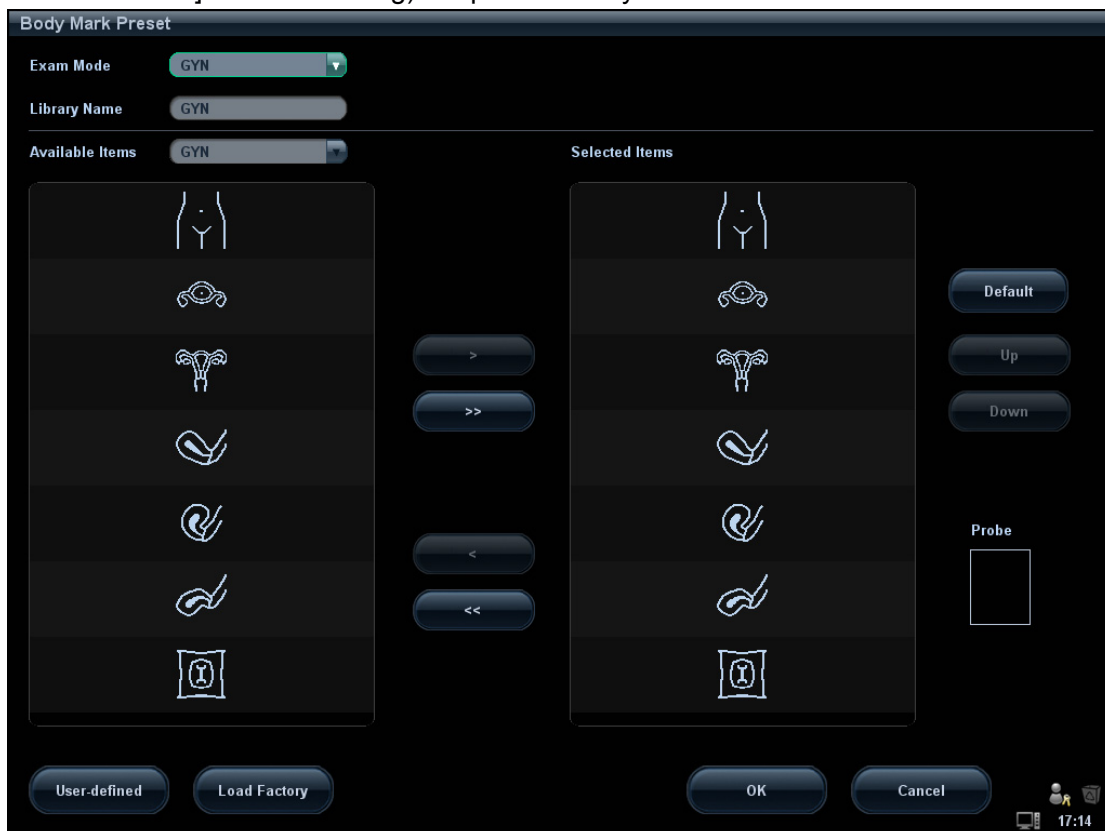 Body Mark Preset
Exam Mode GYN
Library Name GYN
Available Items GYN Selected Items
Default
> Up
>> Down
Probe
<
<<
User-defined Load Factory OK Cancel
17:14